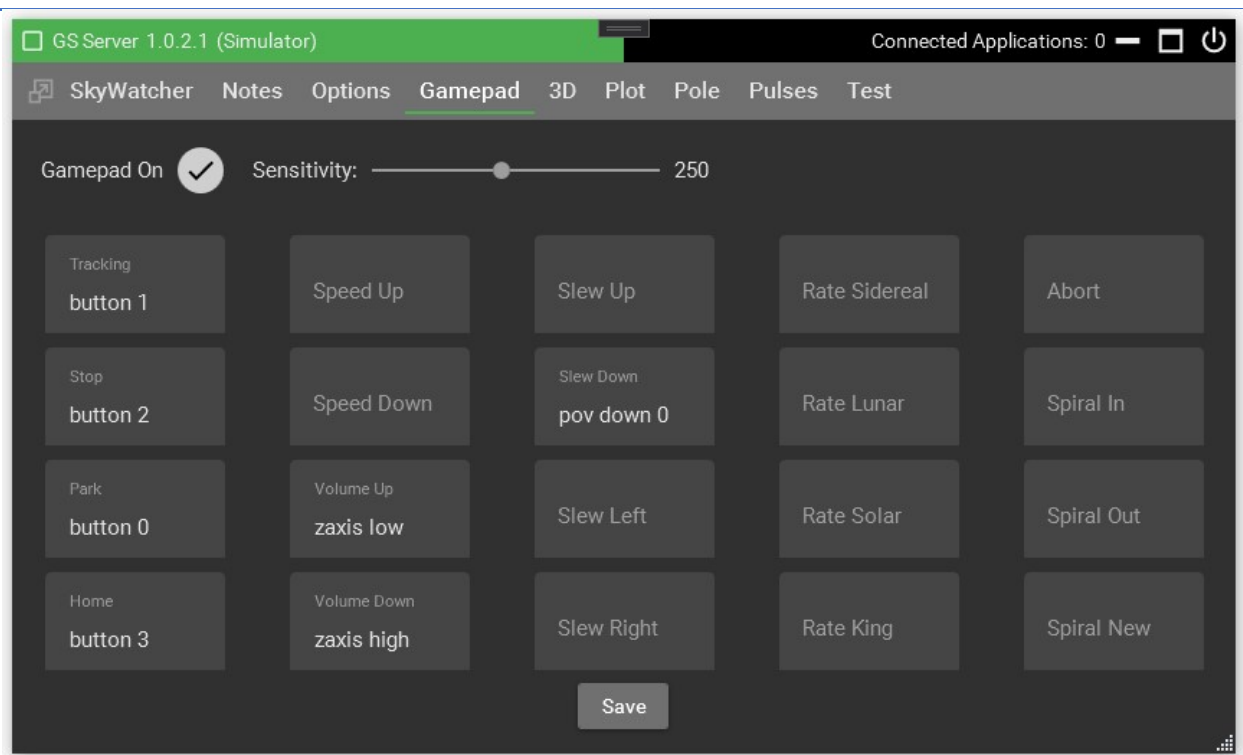 GS Server 1.0.2.1 (Simulator) Connected Applications: 0
SkyWatcher Notes Options Gamepad 3D Plot Pole Pulses Test
Gamepad On Sensitivity: 250
Tracking
button 1
Speed Up
Slew Up
Rate Sidereal
Abort
Stop
button 2
Speed Down
Slew Down
pov down 0
Rate Lunar
Spiral In
Park
button 0
Volume Up
zaxis low
Slew Left
Rate Solar
Spiral Out
Home
button 3
Volume Down
zaxis high
Slew Right
Rate King
Spiral New
Save